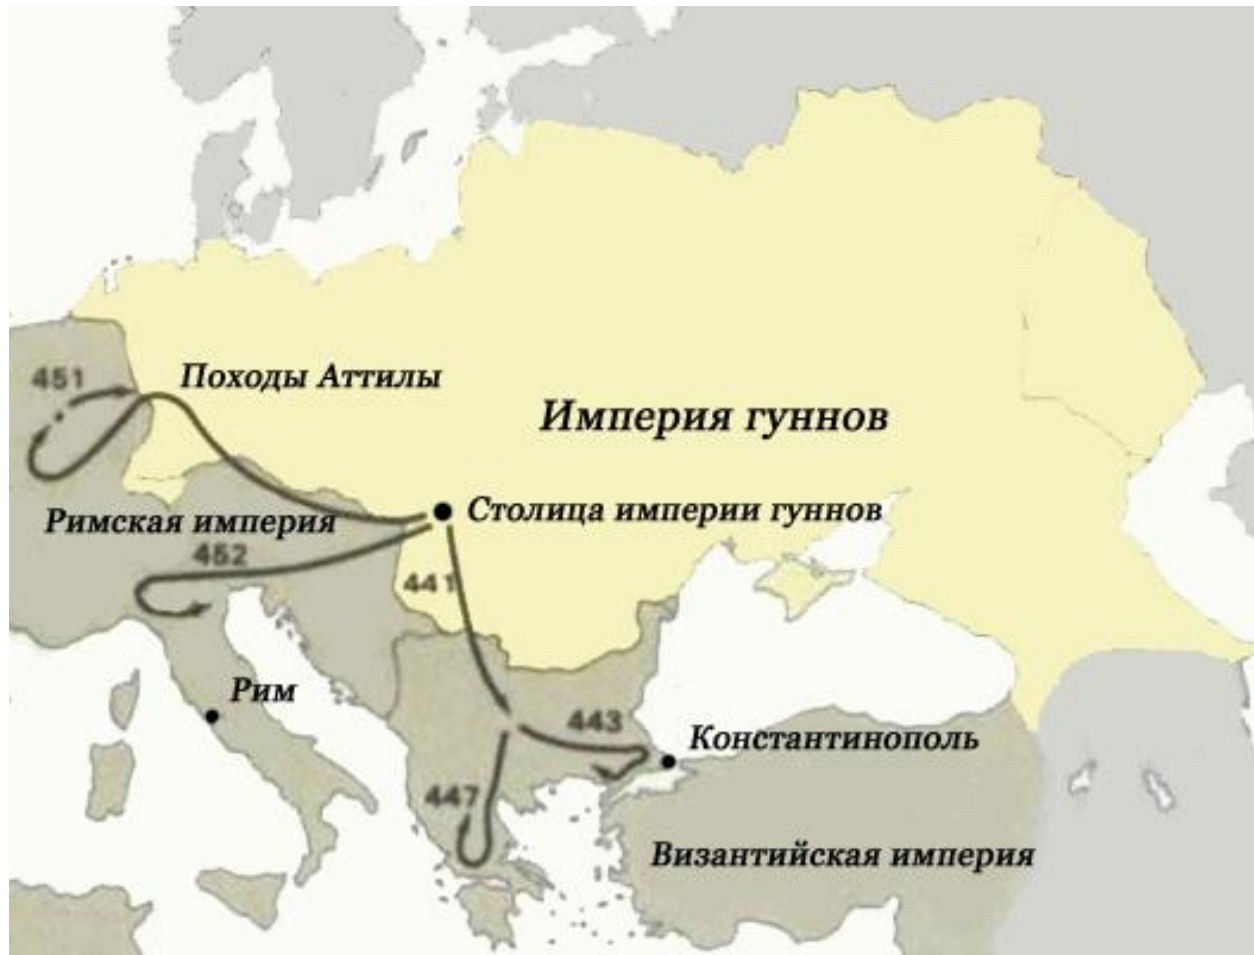 451
Походы Аттилы
Империя гуннов
Столица империи гуннов
Римская империя
452
441
Рим
443
Константинополь
447
Византийская империя